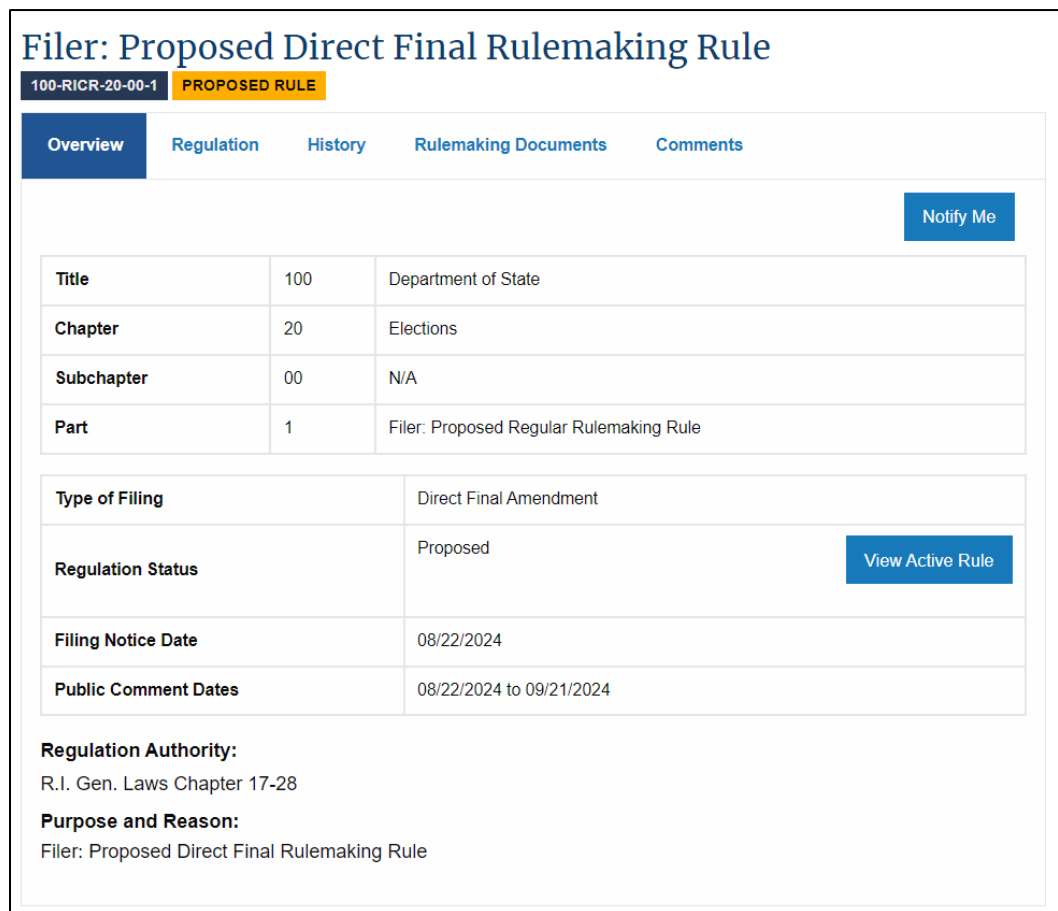 Filer: Proposed Direct Final Rulemaking Rule
100-RICR-20-00-1 PROPOSED RULE
Overview Regulation History Rulemaking Documents Comments
Notify Me
Title 100 Department of State
Chapter 20 Elections
Subchapter 00 N/A
Part 1 Filer: Proposed Regular Rulemaking Rule
Type of Filing Direct Final Amendment
Regulation Status Proposed View Active Rule
Filing Notice Date 08/22/2024
Public Comment Dates 08/22/2024 to 09/21/2024
Regulation Authority:
R.I. Gen. Laws Chapter 17-28
Purpose and Reason:
Filer: Proposed Direct Final Rulemaking Rule